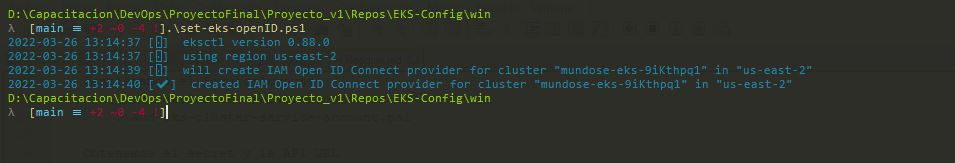 D:\Capacitacion\DevOps\ProyectoFinal\Proyecto_v1\Repos\EKS-Config\win
λ [main ≡ +2 ~0 -4 !].\set-eks-openID.ps1
2022-03-26 13:14:37 [ℹ] eksctl version 0.88.0
2022-03-26 13:14:37 [ℹ] using region us-east-2
2022-03-26 13:14:39 [ℹ] will create IAM Open ID Connect provider for cluster "mundose-eks-9iKthpq1" in "us-east-2"
2022-03-26 13:14:40 [✔] created IAM Open ID Connect provider for cluster "mundose-eks-9iKthpq1" in "us-east-2"
D:\Capacitacion\DevOps\ProyectoFinal\Proyecto_v1\Repos\EKS-Config\win
λ [main ≡ +2 ~0 -4 !]